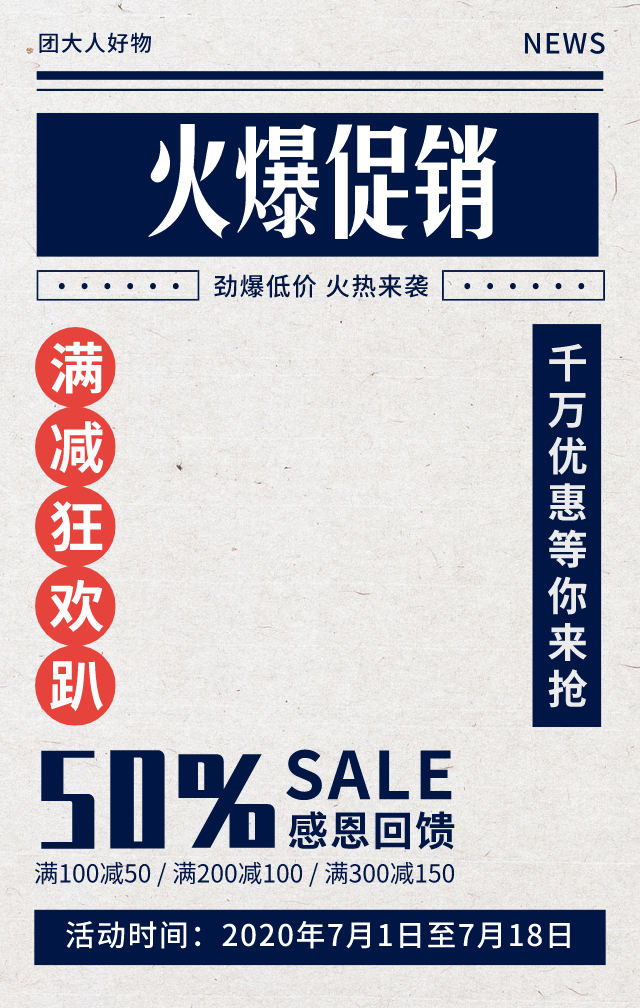 团大人好物
NEWS
火爆促销
劲爆低价 火热来袭
满减狂欢趴
千万优惠等你来抢
50%
SALE
感恩回馈
满100减50 / 满200减100 / 满300减150
活动时间：2020年7月1日至7月18日